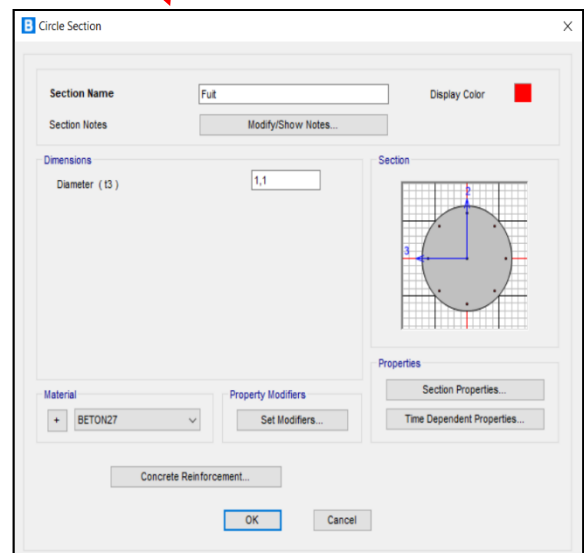 B Circle Section X
Section Name Fuit Display Color
Section Notes Modify/Show Notes...
Dimensions
Diameter ( t3 ) 1,1
Section
2
3
Properties
Section Properties...
Time Dependent Properties...
Material
+ BETON27
Property Modifiers
Set Modifiers...
Concrete Reinforcement...
OK Cancel